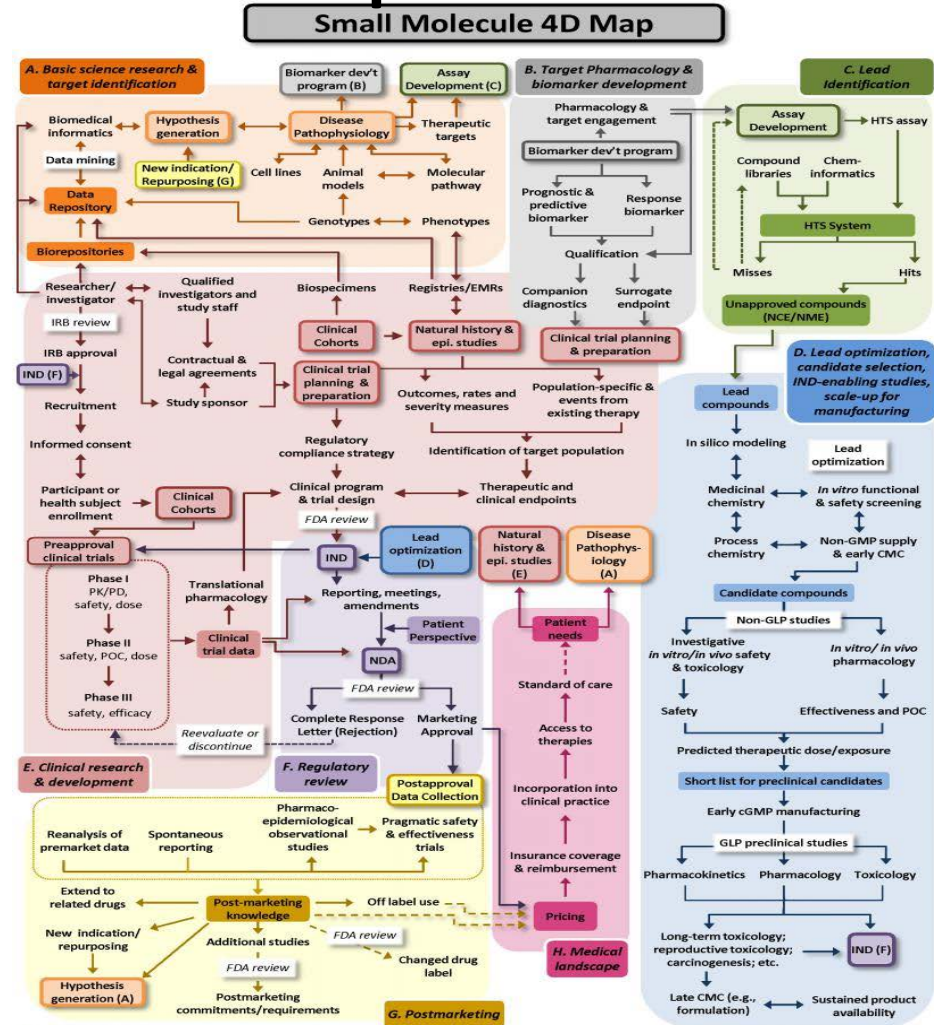 Small Molecule 4D Map
A. Basic science research &
target identification
Biomarker dev't
program (B)
Assay
Development (C)
Biomedical
informatics
Hypothesis
generation
Disease
Pathophysiology
Therapeutic
targets
Data mining
New indication/
Repurposing (G)
Cell lines
Animal
models
Molecular
pathway
Data
Repository
Genotypes
Phenotypes
Biorepositories
B. Target Pharmacology &
biomarker development
Pharmacology &
target engagement
Biomarker dev't program
Prognostic &
predictive
biomarker
Response
biomarker
Qualification
Companion
diagnostics
Surrogate
endpoint
Clinical trial planning
& preparation
C. Lead
Identification
Assay
Development
HTS assay
Compound
libraries
Chem-
informatics
HTS System
Misses
Hits
Unapproved compounds
(NCE/NME)
D. Lead optimization,
candidate selection,
IND-enabling studies,
scale-up for
manufacturing
Lead
compounds
In silico modeling
Lead
optimization
Medicinal
chemistry
In vitro functional
& safety screening
Process
chemistry
Non-GMP supply
& early CMC
Candidate compounds
Non-GLP studies
Investigative
in vitro/in vivo safety
& toxicology
In vitro/ in vivo
pharmacology
Safety
Effectiveness and POC
Predicted therapeutic dose/exposure
Short list for preclinical candidates
Early cGMP manufacturing
GLP preclinical studies
Pharmacokinetics
Pharmacology
Toxicology
Long-term toxicology;
reproductive toxicology;
carcinogenesis; etc.
IND (F)
Late CMC (e.g.,
formulation)
Sustained product
availability
Researcher/
investigator
Qualified
investigators and
study staff
Biospecimens
Registries/EMRs
IRB review
IRB approval
Clinical
Cohorts
Natural history &
epi. studies
IND (F)
Contractual &
legal agreements
Clinical trial
planning &
preparation
Study sponsor
Outcomes, rates and
severity measures
Population-specific &
events from
existing therapy
Recruitment
Informed consent
Regulatory
compliance strategy
Identification of target population
Participant or
health subject
enrollment
Clinical
Cohorts
Clinical program
& trial design
Therapeutic and
clinical endpoints
FDA review
Preapproval
clinical trials
Phase I
PK/PD,
safety, dose
Phase II
safety, POC, dose
Phase III
safety, efficacy
Translational
pharmacology
Clinical
trial data
Reevaluate or
discontinue
E. Clinical research
& development
IND
Lead
optimization
(D)
Reporting, meetings,
amendments
Patient
Perspective
NDA
FDA review
Complete Response
Letter (Rejection)
Marketing
Approval
F. Regulatory
review
Natural
history &
epi. studies
(E)
Disease
Pathophys-
iology (A)
Patient
needs
Standard of care
Access to
therapies
Incorporation into
clinical practice
Insurance coverage
& reimbursement
Pricing
H. Medical
landscape
Postapproval
Data Collection
Reanalysis of
premarket data
Spontaneous
reporting
Pharmaco-
epidemiological
observational
studies
Pragmatic safety
& effectiveness
trials
Extend to
related drugs
Post-marketing
knowledge
Off label use
New indication/
repurposing
Additional studies
FDA review
FDA review
Changed drug
label
Hypothesis
generation (A)
Postmarketing
commitments/requirements
G. Postmarketing